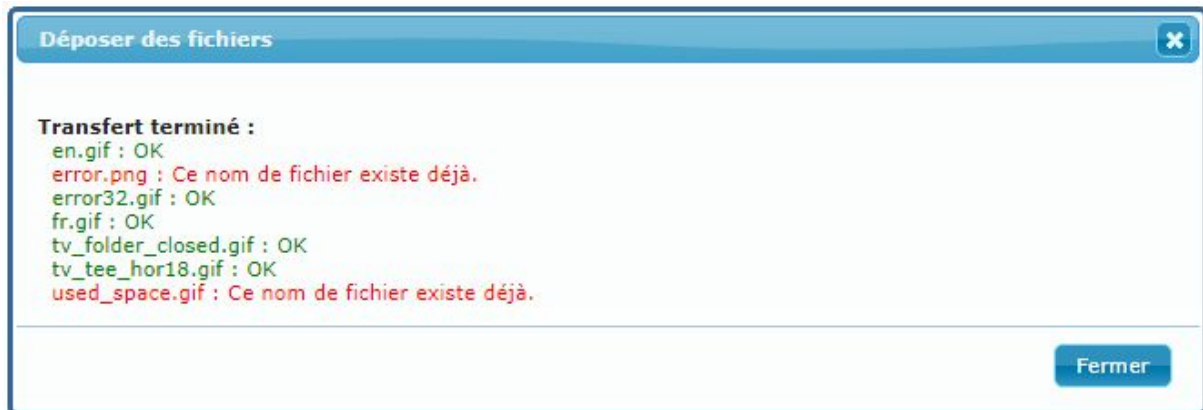 Déposer des fichiers
Transfert terminé :
en.gif : OK
error.png : Ce nom de fichier existe déjà.
error32.gif : OK
fr.gif : OK
tv_folder_closed.gif : OK
tv_tee_hor18.gif : OK
used_space.gif : Ce nom de fichier existe déjà.
Fermer